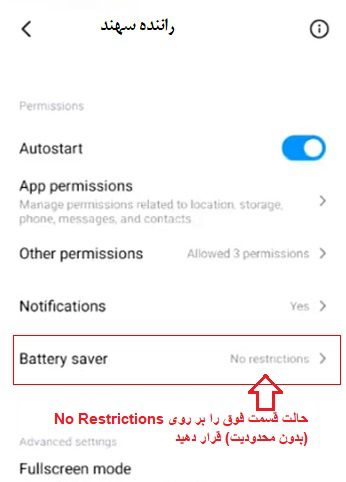 راننده سهند
Permissions
Autostart
App permissions
Manage permissions related to location, storage,
phone, messages, and contacts.
Other permissions
Allowed 3 permissions
Notifications
Yes
Battery saver
No restrictions
حالت قسمت فوق را بر روی No Restrictions
(بدون محدودیت) قرار دهید
Advanced settings
Fullscreen mode